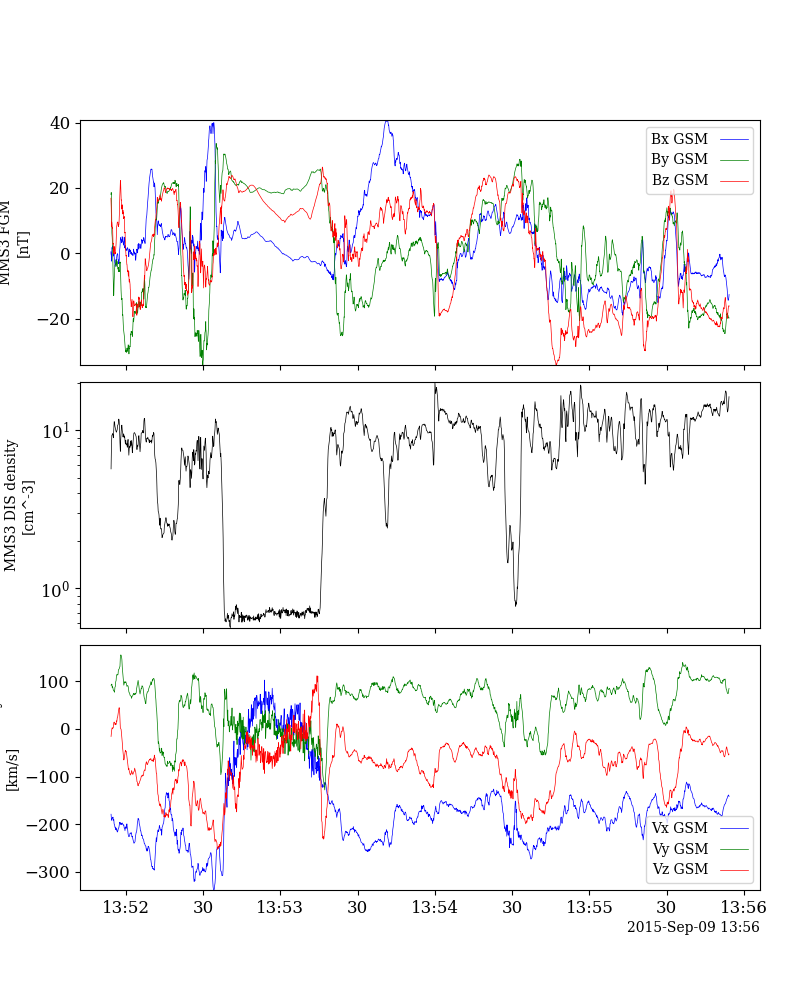 40
20
0
−20
MMS3 FGM
[nT]
Bx GSM
By GSM
Bz GSM
10^1
10^0
MMS3 DIS density
[cm^-3]
100
0
−100
−200
−300
[km/s]
Vx GSM
Vy GSM
Vz GSM
13:52 30 13:53 30 13:54 30 13:55 30 13:56
2015-Sep-09 13:56